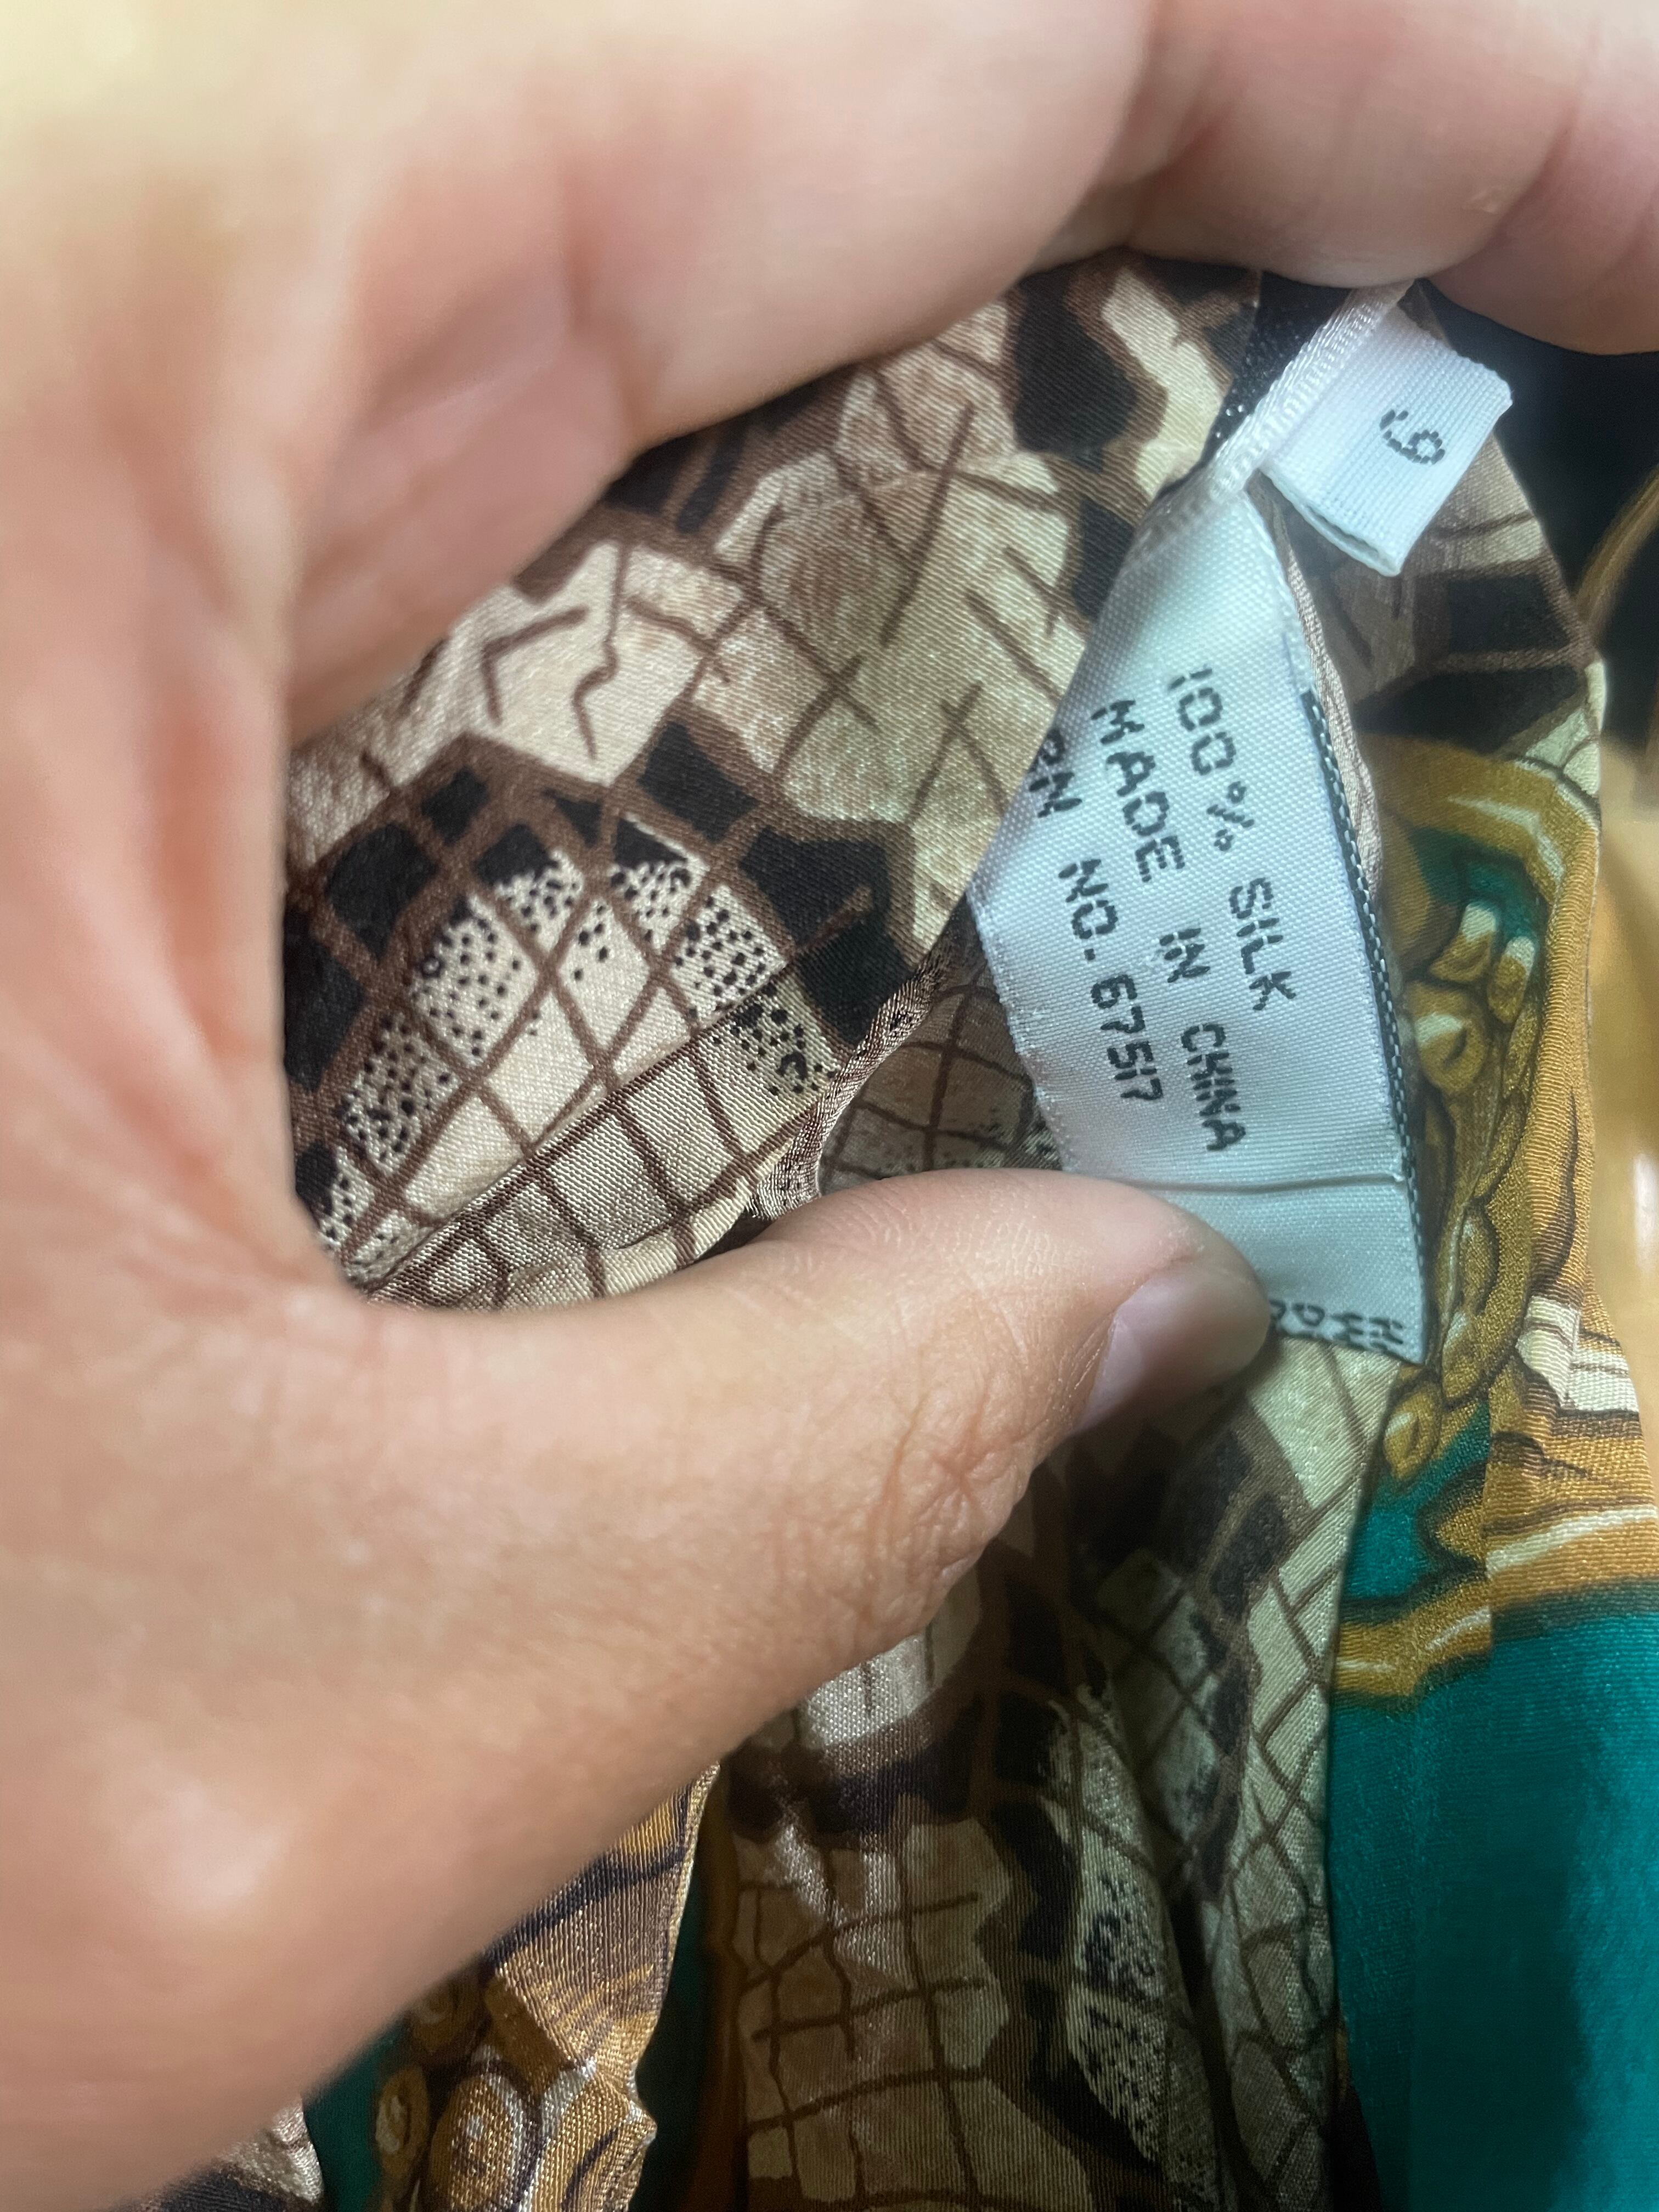 6
100% SILK
MADE IN CHINA
RN NO. 67517